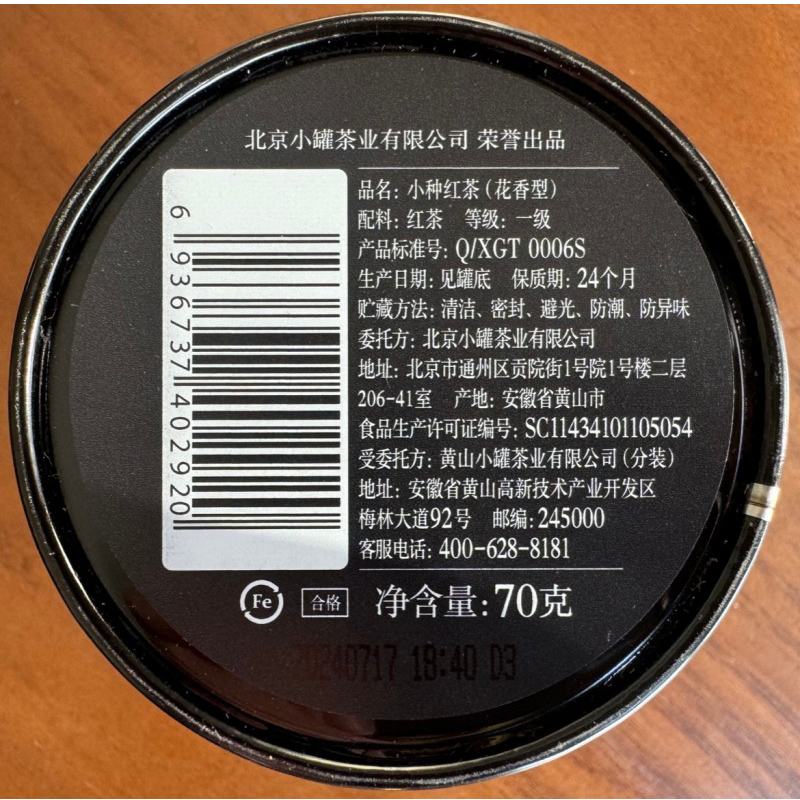 北京小罐茶业有限公司 荣誉出品
品名: 小种红茶(花香型)
配料: 红茶 等级: 一级
产品标准号: Q/XGT 0006S
生产日期: 见罐底 保质期: 24个月
贮藏方法: 清洁、密封、避光、防潮、防异味
委托方: 北京小罐茶业有限公司
地址: 北京市通州区贡院街1号院1号楼二层
206-41室 产地: 安徽省黄山市
食品生产许可证编号: SC11434101105054
受委托方: 黄山小罐茶业有限公司(分装)
地址: 安徽省黄山高新技术产业开发区
梅林大道92号 邮编: 245000
客服电话: 400-628-8181
6 936737 402920
Fe 合格 净含量: 70克
20240717 18:40 D3